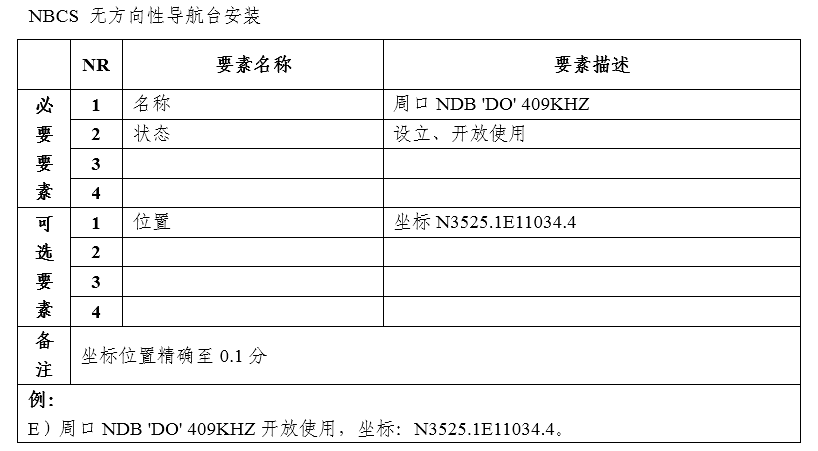 NBCS 无方向性导航台安装
NR 要素名称 要素描述
必要要素
1 名称 周口 NDB 'DO' 409KHZ
2 状态 设立、开放使用
3
4
可选要素
1 位置 坐标 N3525.1E11034.4
2
3
4
备注 坐标位置精确至 0.1 分
例：
E）周口 NDB 'DO' 409KHZ 开放使用，坐标：N3525.1E11034.4。